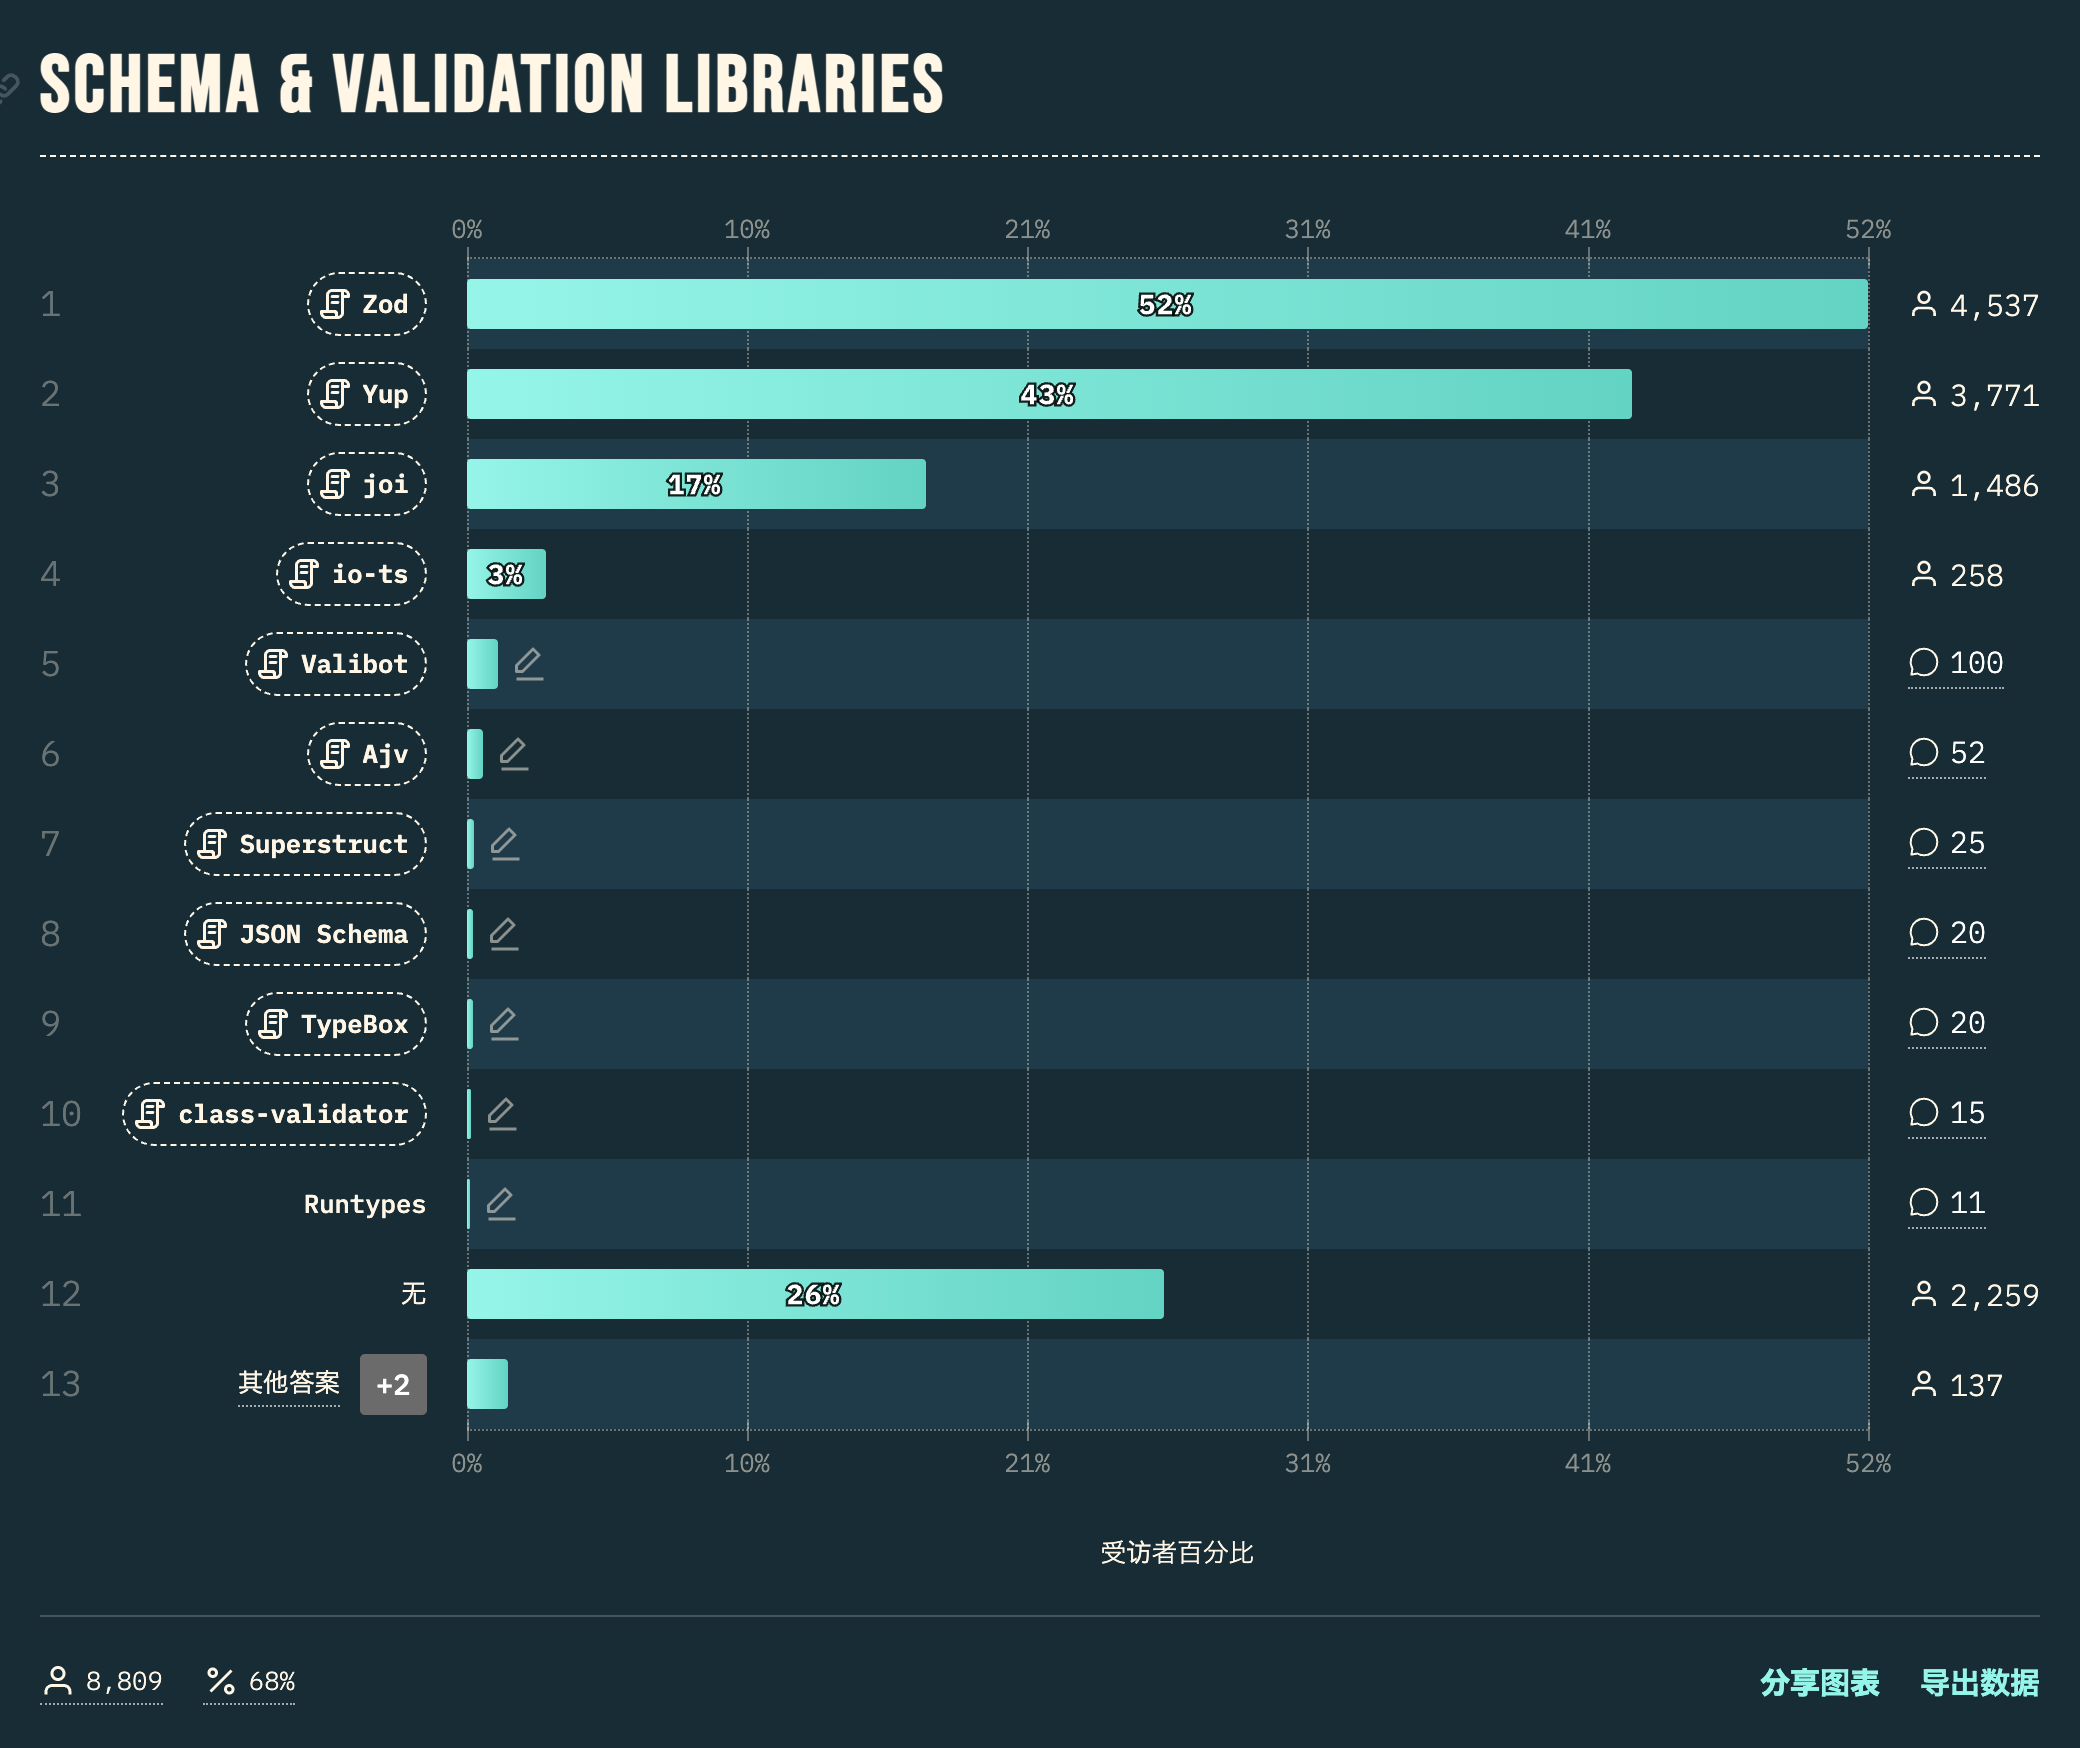 SCHEMA & VALIDATION LIBRARIES
0% 10% 21% 31% 41% 52%
1 Zod 52% 4,537
2 Yup 43% 3,771
3 joi 17% 1,486
4 io-ts 3% 258
5 Valibot 100
6 Ajv 52
7 Superstruct 25
8 JSON Schema 20
9 TypeBox 20
10 class-validator 15
11 Runtypes 11
12 无 26% 2,259
13 其他答案 +2 137
0% 10% 21% 31% 41% 52%
受访者百分比
8,809 68% 分享图表 导出数据